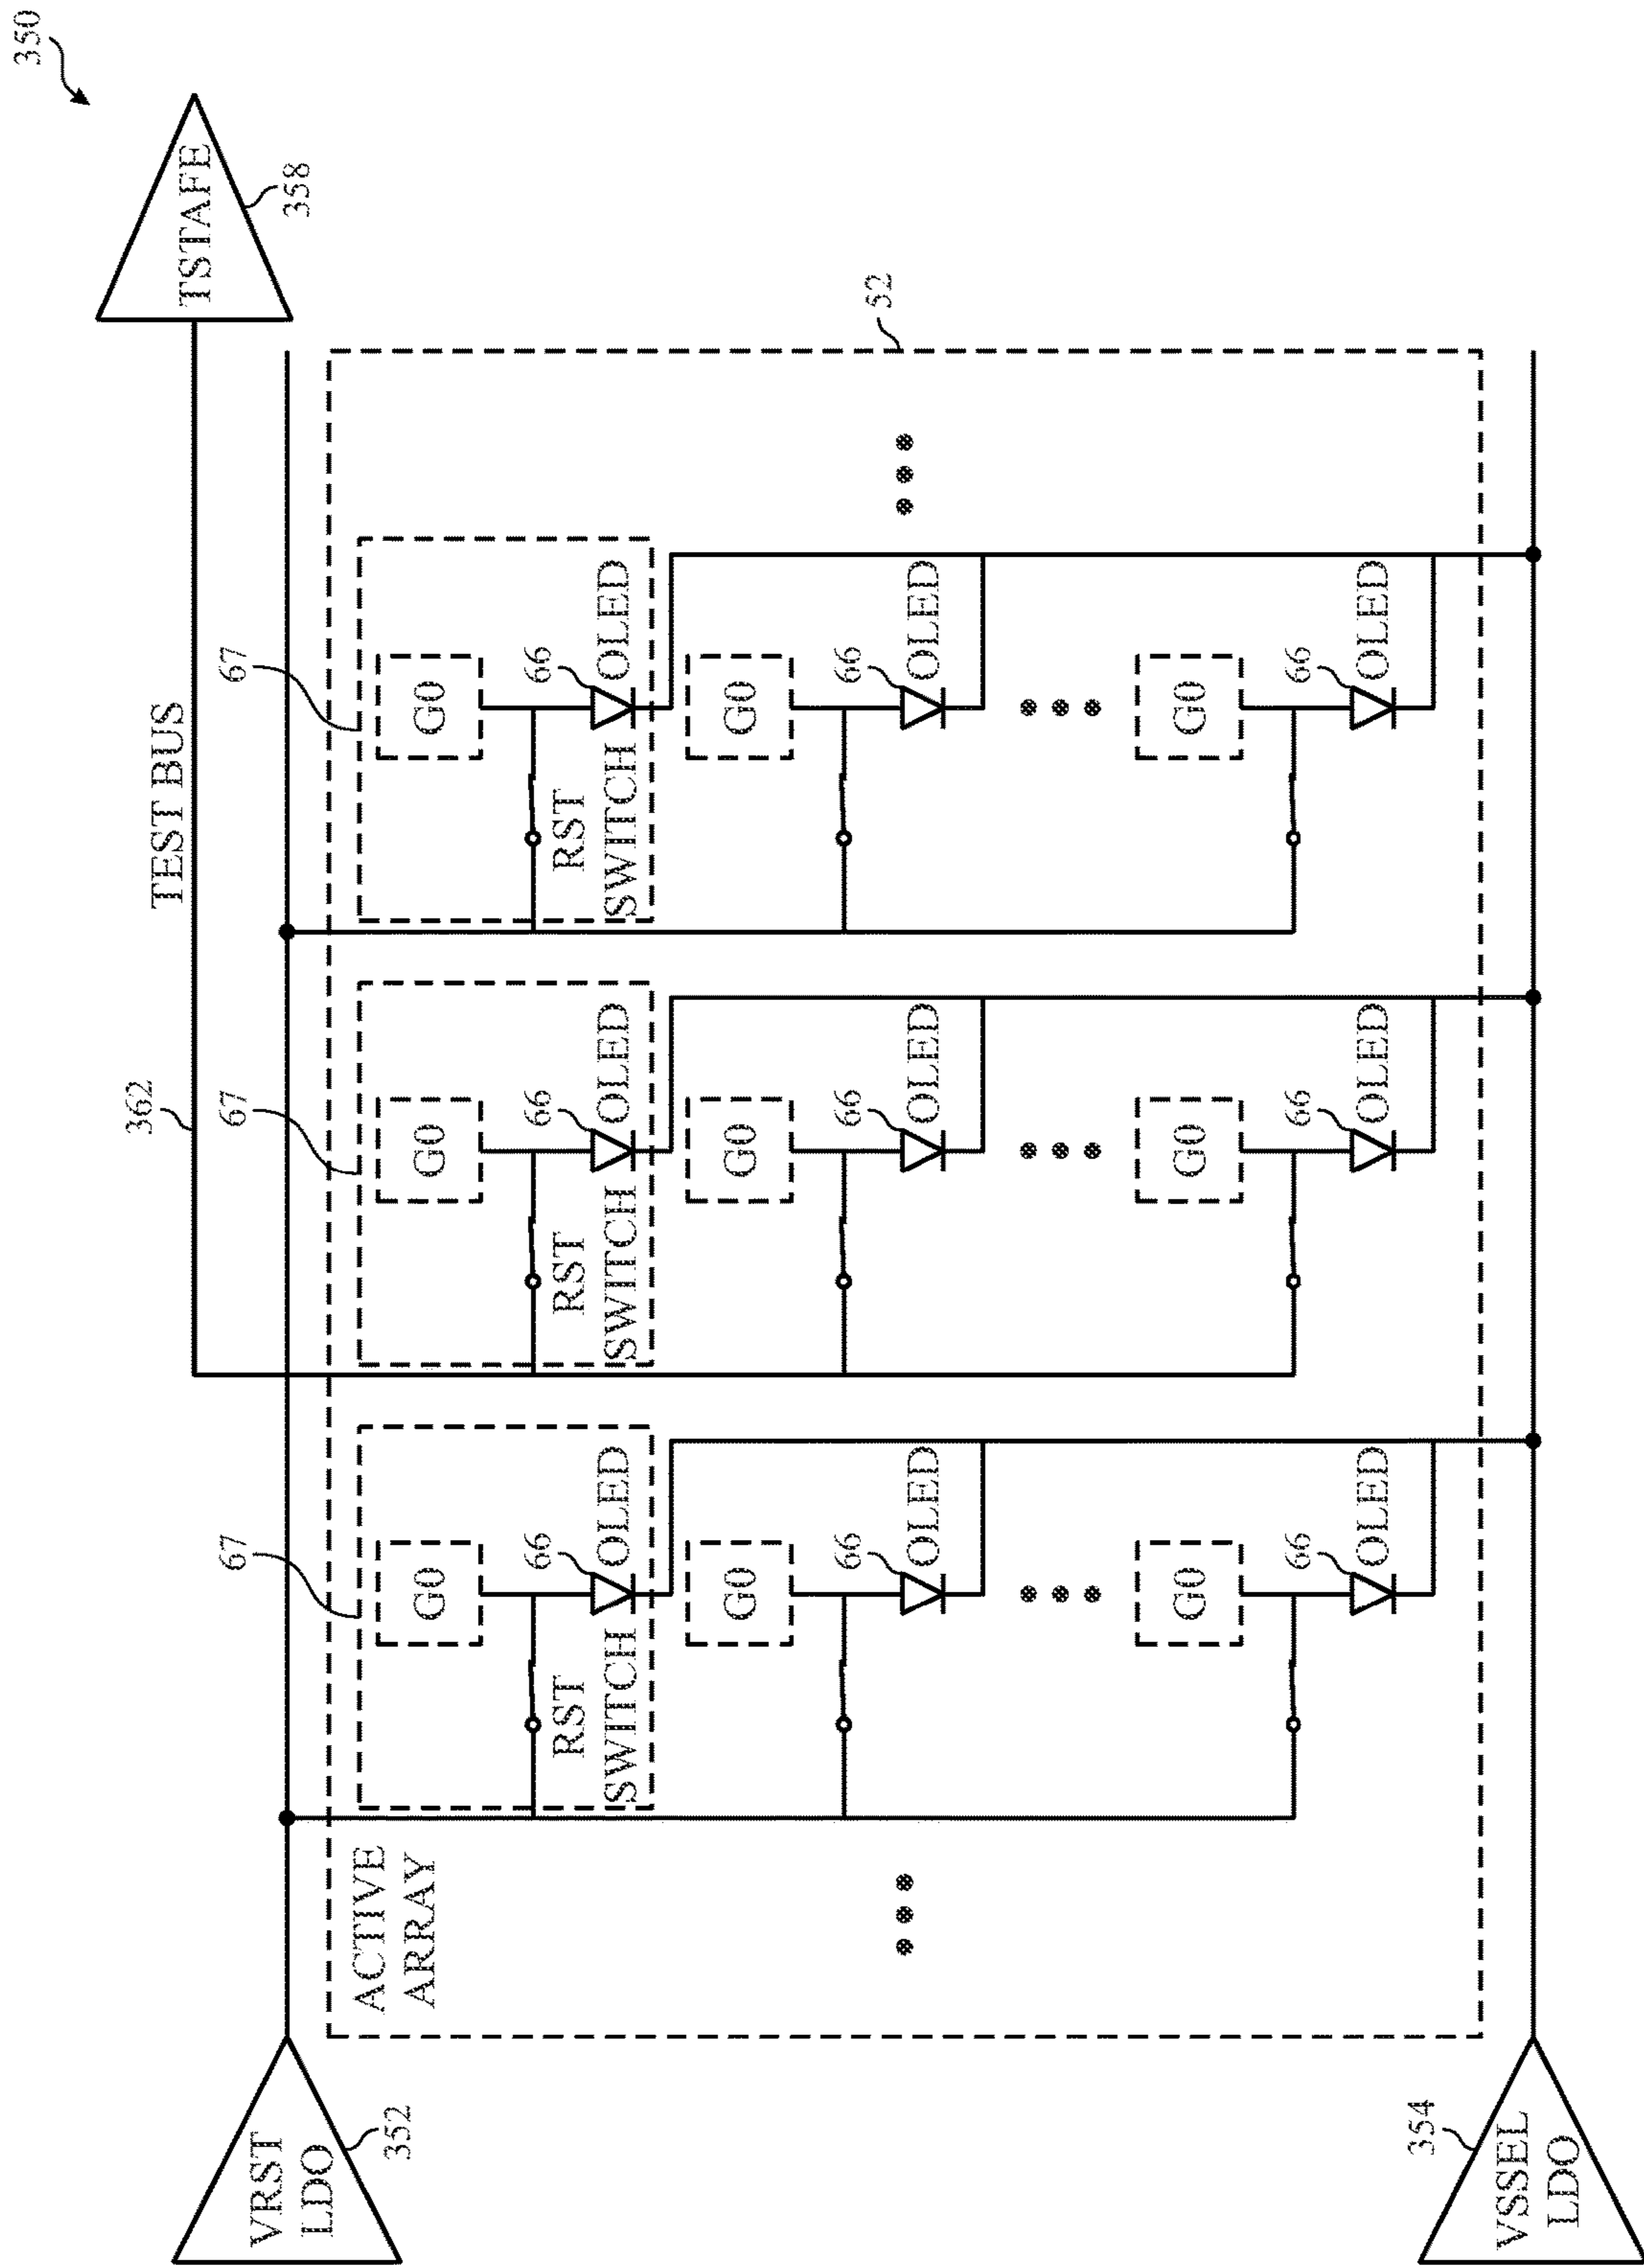 350
362
TEST BUS
TSTAFE
358
67
67
67
VRST
LDO
352
ACTIVE
ARRAY
52
G0
G0
G0
66
66
66
RST
SWITCH
OLED
RST
SWITCH
OLED
RST
SWITCH
OLED
G0
G0
G0
66
66
66
OLED
OLED
OLED
G0
G0
G0
66
66
66
OLED
OLED
OLED
354
VSSEL
LDO